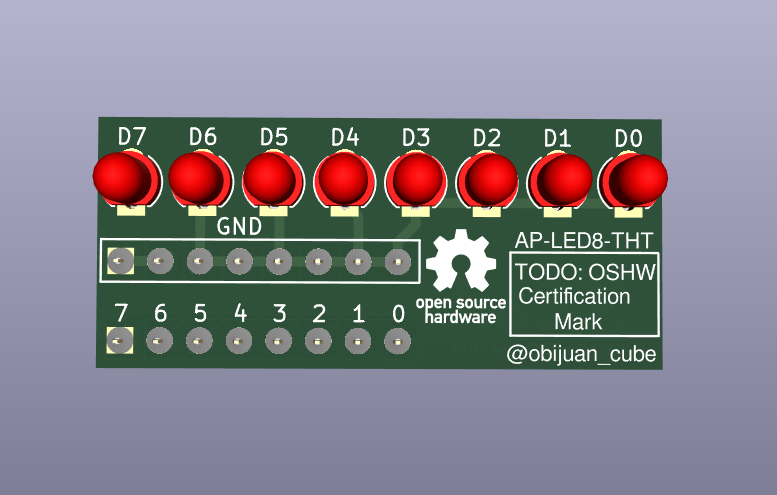 D7 D6 D5 D4 D3 D2 D1 D0
GND
AP-LED8-THT
TODO: OSHW
Certification
Mark
open source
hardware
7 6 5 4 3 2 1 0
@obijuan_cube